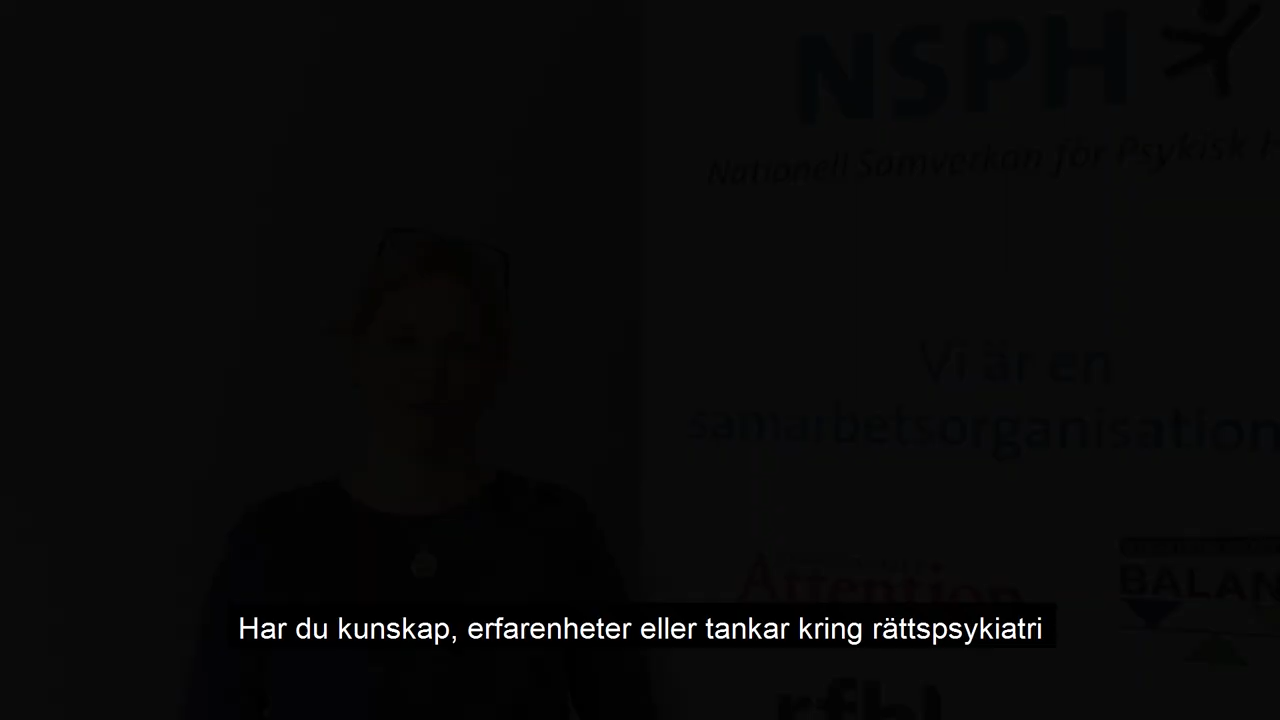 NSPH
Nationell Samverkan för Psykisk
Vi är en
samarbetsorganisation
Attention
BALAN
Har du kunskap, erfarenheter eller tankar kring rättspsykiatri